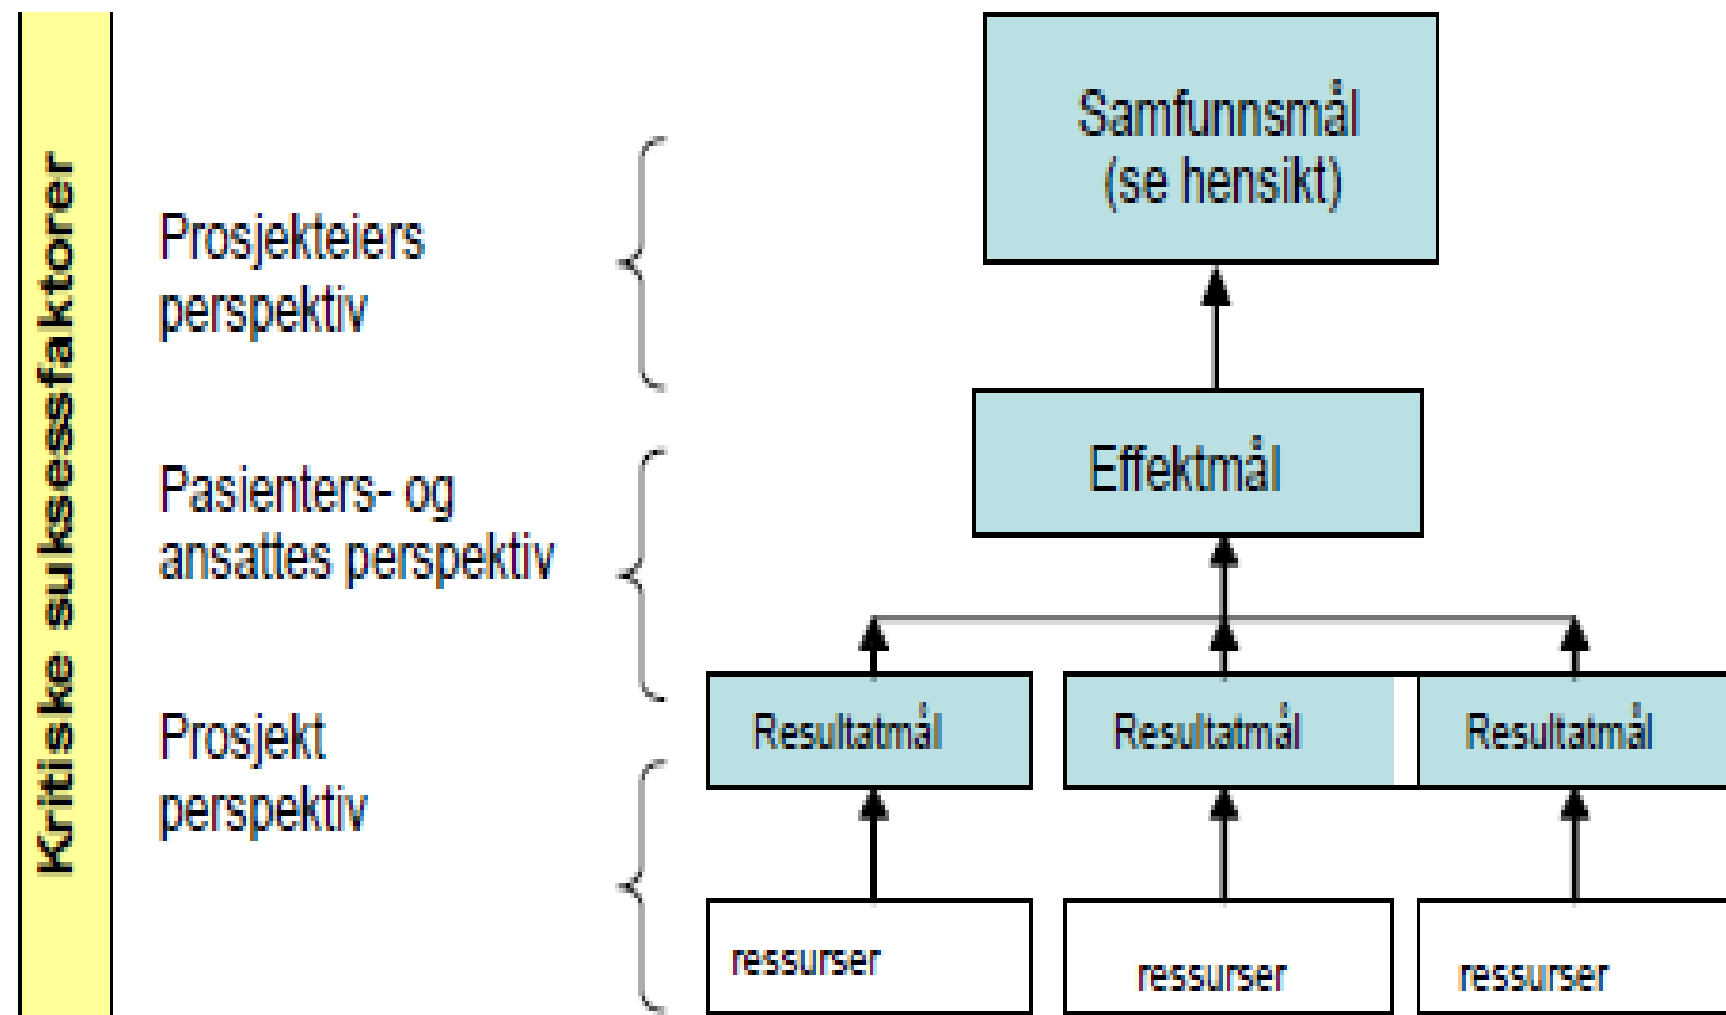 Kritiske suksessfaktorer
Prosjekteiers
perspektiv
Pasienters- og
ansattes perspektiv
Prosjekt
perspektiv
Samfunnsmål
(se hensikt)
Effektmål
Resultatmål
Resultatmål
Resultatmål
ressurser
ressurser
ressurser